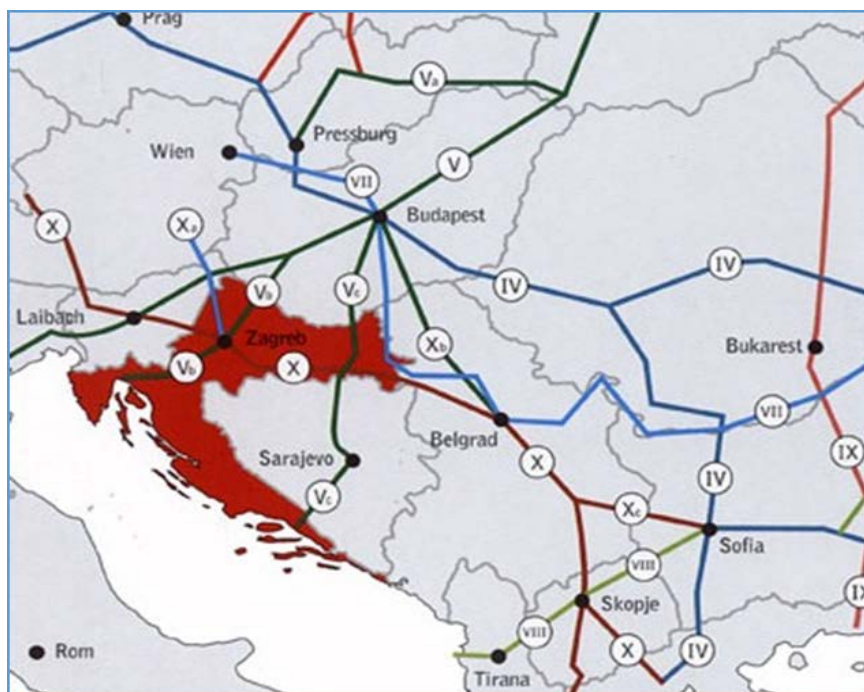 Prag
Va
Pressburg
Wien
V
VII
Budapest
X
Xa
IV
IV
Vb
Vc
Laibach
Zagreb
Xb
Bukarest
Vb
X
VII
Belgrad
IX
Sarajevo
X
IV
Vc
Xc
Sofia
VIII
IX
Skopje
VIII
Rom
X
IV
Tirana